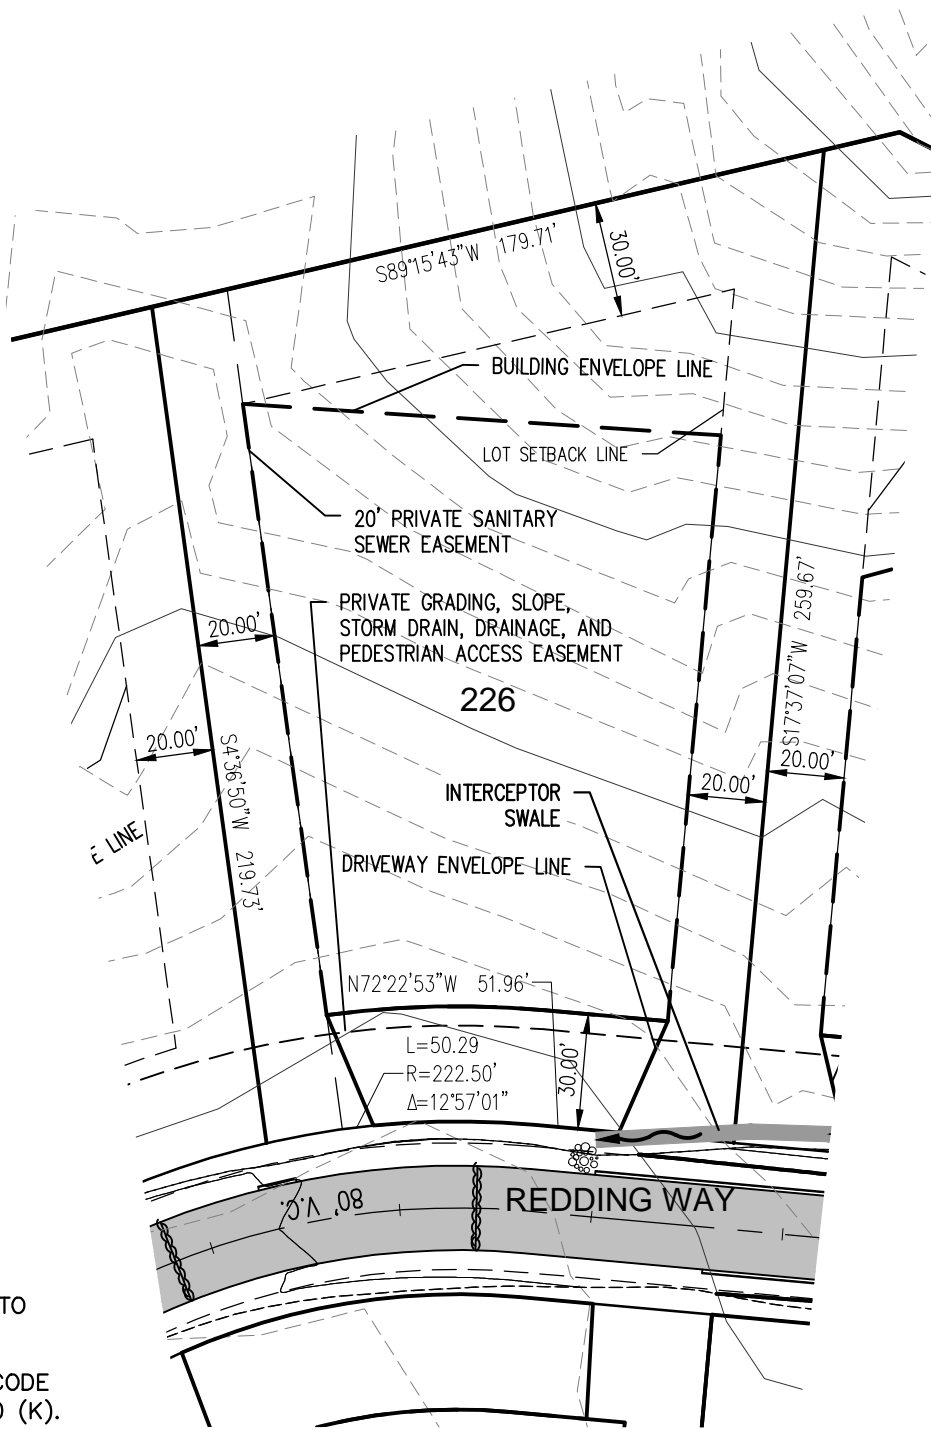 S89°15'43"W 179.71'
30.00'
BUILDING ENVELOPE LINE
LOT SETBACK LINE
20' PRIVATE SANITARY
SEWER EASEMENT
PRIVATE GRADING, SLOPE,
STORM DRAIN, DRAINAGE, AND
PEDESTRIAN ACCESS EASEMENT
20.00'
226
S17°37'07"W 259.67'
20.00'
S4°36'50"W 219.73'
20.00'
20.00'
INTERCEPTOR
SWALE
E LINE
DRIVEWAY ENVELOPE LINE
N72°22'53"W 51.96'
L=50.29
R=222.50'
Δ=12°57'01"
30.00'
80' V.C.
REDDING WAY
TO
CODE
(K).